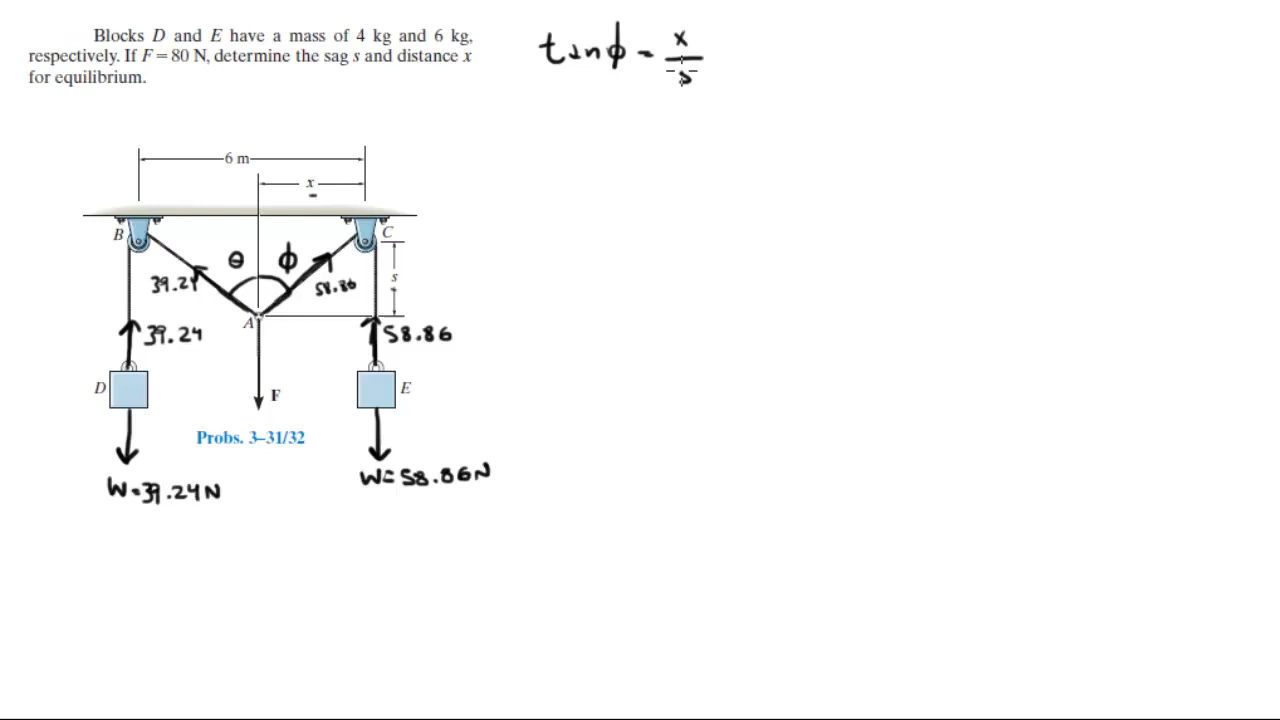 Blocks D and E have a mass of 4 kg and 6 kg,
respectively. If F = 80 N, determine the sag s and distance x
for equilibrium.
tanϕ = x
s
6 m
x
B
C
θ
ϕ
39.24
58.86
s
A
39.24
58.86
D
F
E
Probs. 3–31/32
W=39.24N
W=58.86N